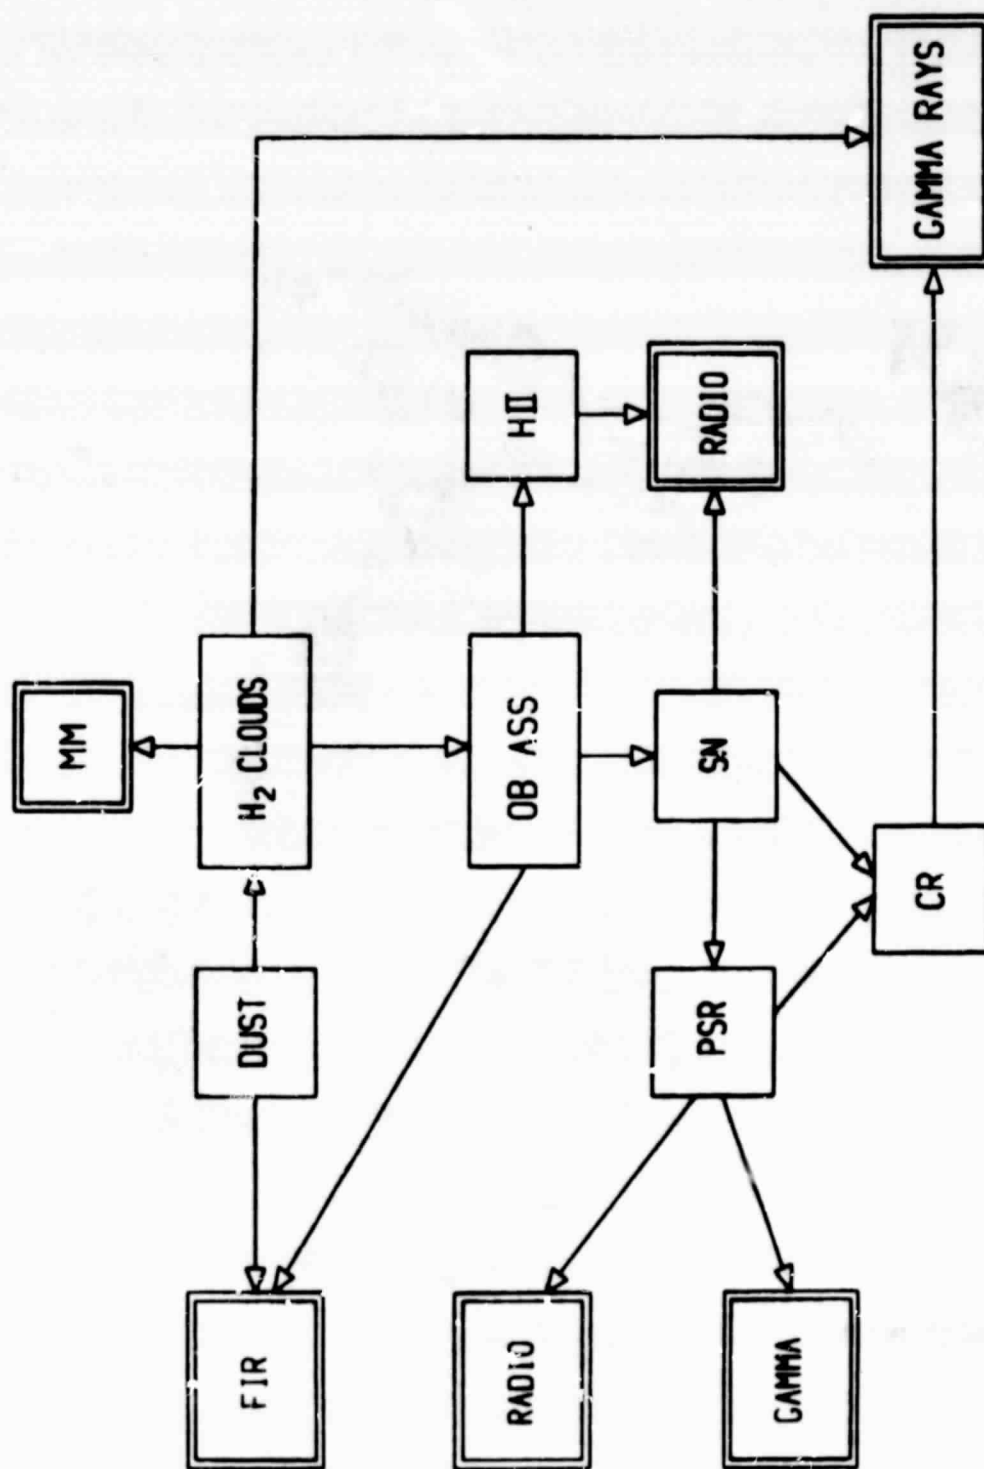 MM
FIR
DUST
H₂ CLOUDS
RADIO
OB ASS
HII
GAMMA
PSR
SN
RADIO
CR
GAMMA RAYS